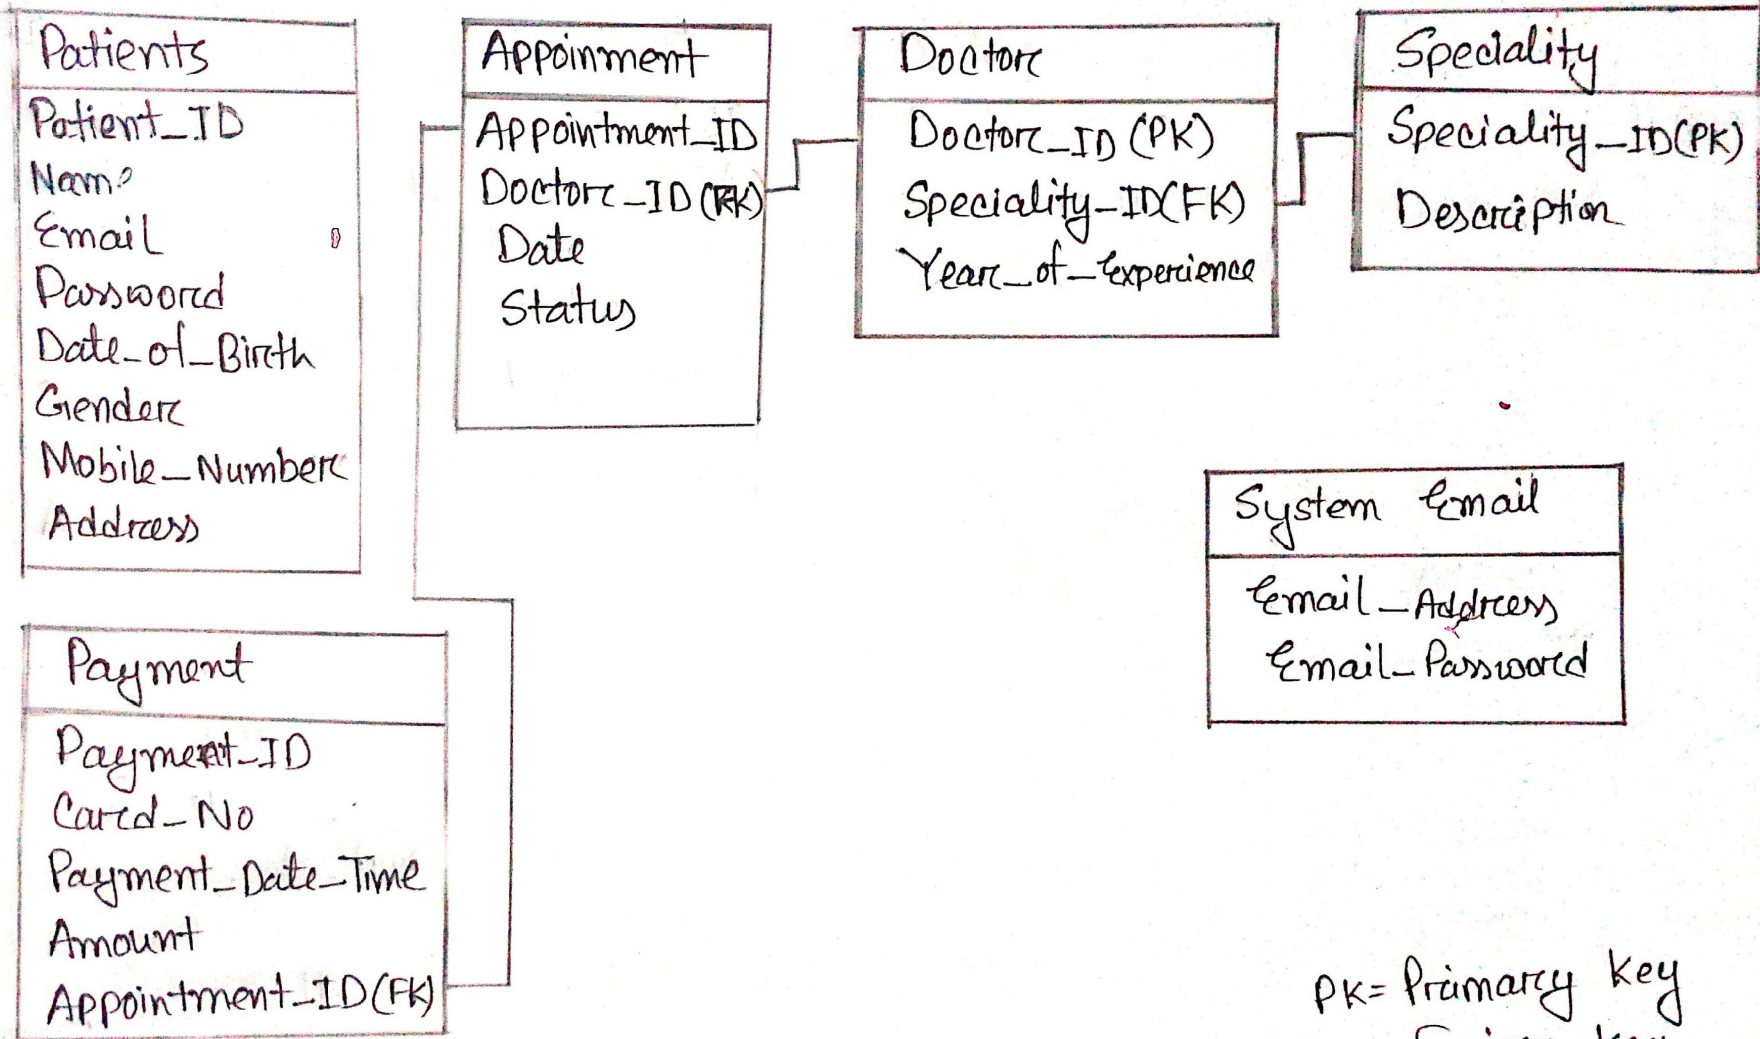 Patients
Patient_ID
Name
Email
Password
Date_of_Birth
Gender
Mobile_Number
Address
Appoinment
Appointment_ID
Doctor_ID (FK)
Date
Status
Doctor
Doctor_ID (PK)
Speciality_ID(FK)
Year_of_Experience
Speciality
Speciality_ID(PK)
Description
System Email
Email_Address
Email_Password
Payment
Payment_ID
Card_No
Payment_Date_Time
Amount
Appointment_ID(FK)
PK= Primary key
key